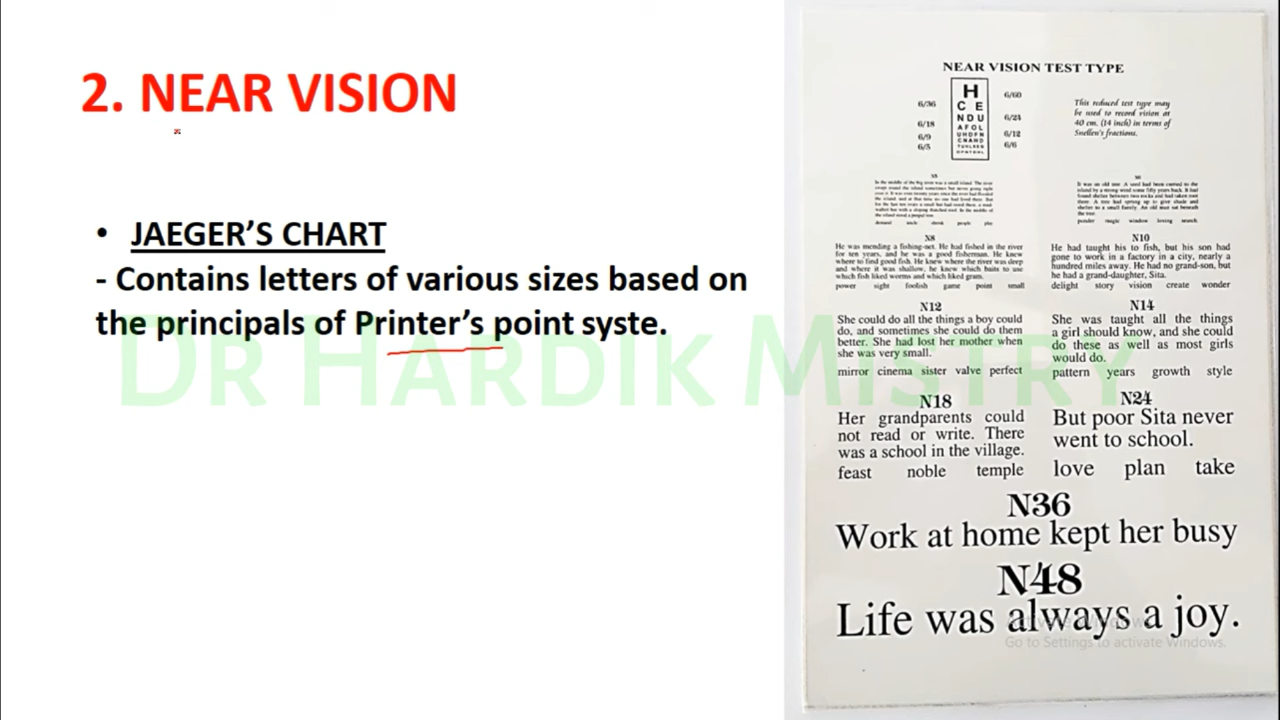 2. NEAR VISION
• JAEGER’S CHART
- Contains letters of various sizes based on
the principals of Printer’s point syste.
DR HARDIK MISTRY
NEAR VISION TEST TYPE
H
C E
N D U
A F O L
6/36
6/18
6/9
6/5
6/60
6/24
6/12
6/6
This reduced test type may
be used to record vision at
40 cm. (14 inch) in terms of
Snellen's fractions.
N8
He was mending a fishing-net. He had fished in the river
for ten years, and he was a good fisherman. He knew
where to find good fish. He knew where the river was deep
and where it was shallow, he knew which baits to use
which fish liked worms and which liked gram.
power sight foolish game point small
N10
He had taught his to fish, but his son had
gone to work in a factory in a city, nearly a
hundred miles away. He had no grand-son, but
he had a grand-daughter, Sita.
delight story vision create wonder
N12
She could do all the things a boy could
do, and sometimes she could do them
better. She had lost her mother when
she was very small.
mirror cinema sister valve perfect
N14
She was taught all the things
a girl should know, and she could
do these as well as most girls
would do.
pattern years growth style
N18
Her grandparents could
not read or write. There
was a school in the village.
feast noble temple
N24
But poor Sita never
went to school.
love plan take
N36
Work at home kept her busy
N48
Life was always a joy.
Activate Windows
Go to Settings to activate Windows.